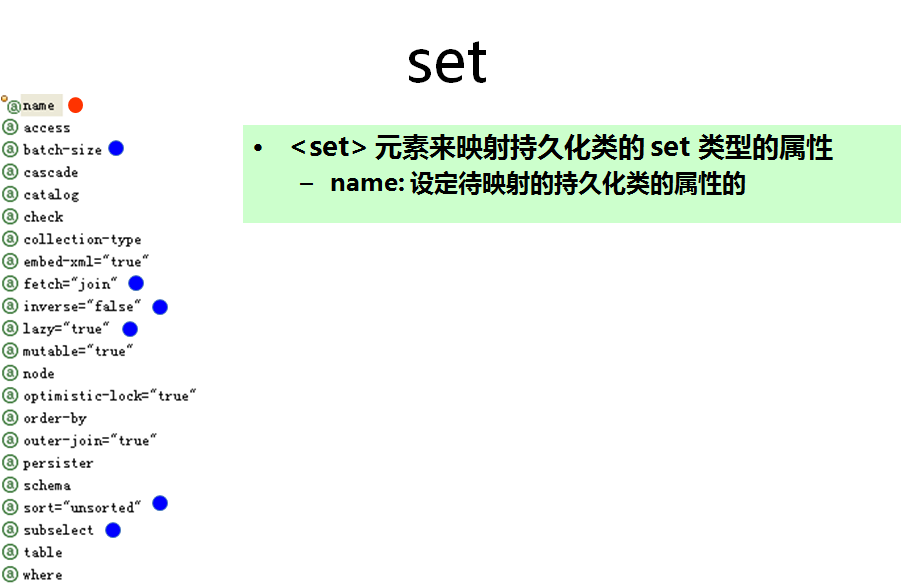 set
name
access
batch-size
cascade
catalog
check
collection-type
embed-xml="true"
fetch="join"
inverse="false"
lazy="true"
mutable="true"
node
optimistic-lock="true"
order-by
outer-join="true"
persister
schema
sort="unsorted"
subselect
table
where
• <set> 元素来映射持久化类的 set 类型的属性
– name: 设定待映射的持久化类的属性的